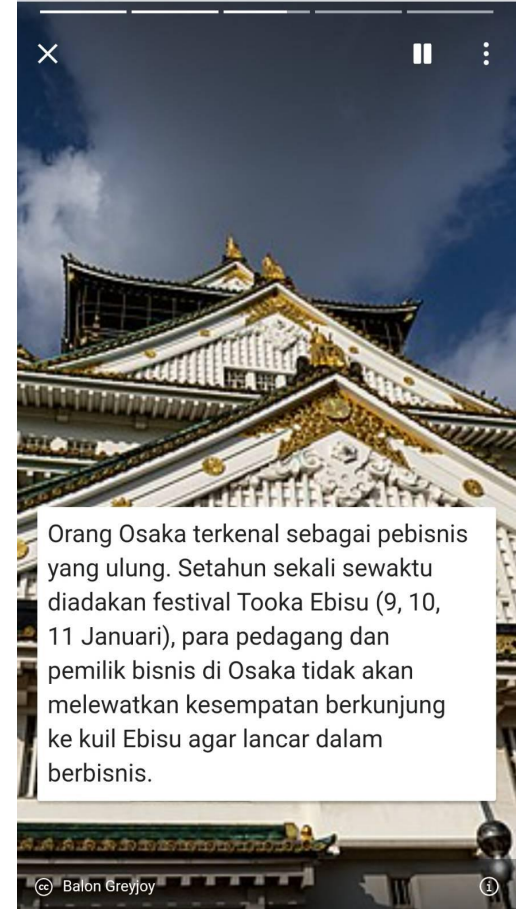 Orang Osaka terkenal sebagai pebisnis
yang ulung. Setahun sekali sewaktu
diadakan festival Tooka Ebisu (9, 10,
11 Januari), para pedagang dan
pemilik bisnis di Osaka tidak akan
melewatkan kesempatan berkunjung
ke kuil Ebisu agar lancar dalam
berbisnis.
cc Balon Greyjoy